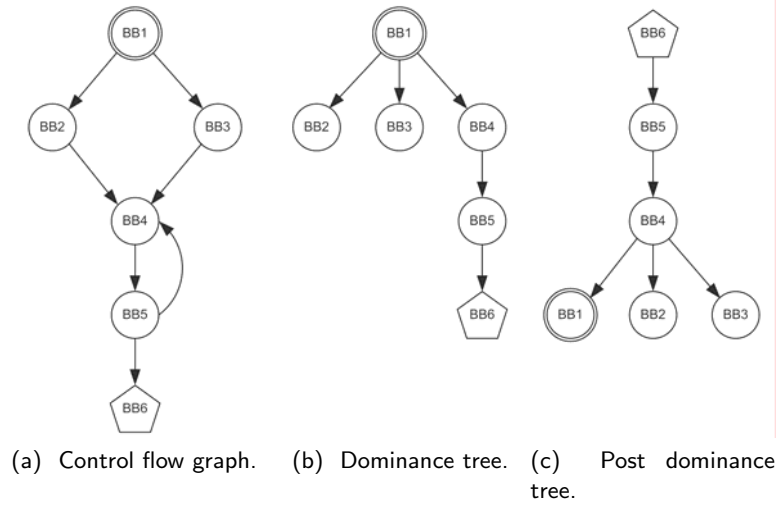 BB1
BB2
BB3
BB4
BB5
BB6
(a) Control flow graph.
BB1
BB2
BB3
BB4
BB5
BB6
(b) Dominance tree.
BB6
BB5
BB4
BB1
BB2
BB3
(c) Post dominance
tree.